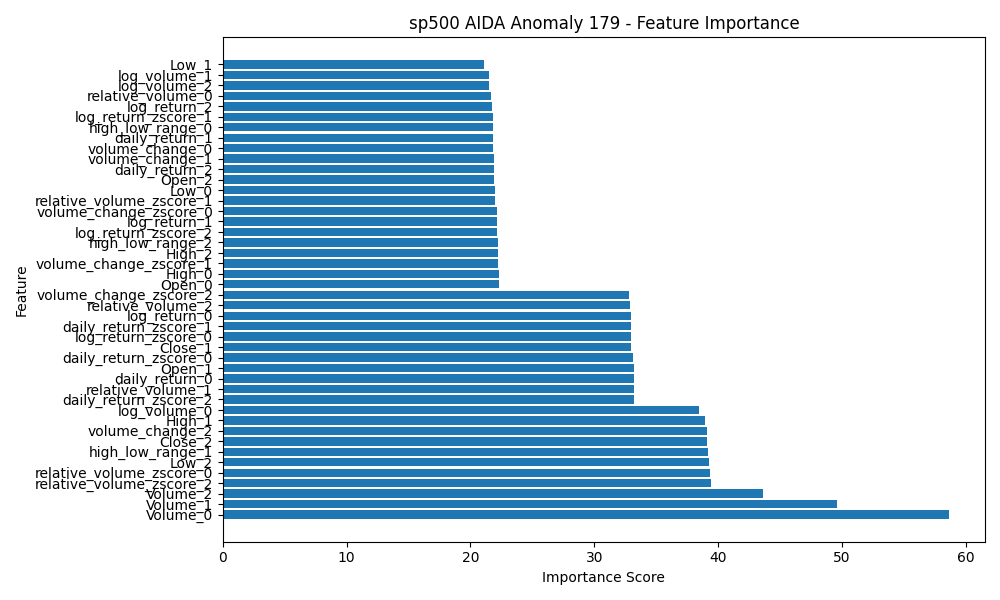 sp500 AIDA Anomaly 179 - Feature Importance
Low_1
log_volume_1
log_volume_2
relative_volume_0
log_return_2
log_return_zscore_1
high_low_range_0
daily_return_1
volume_change_0
volume_change_1
daily_return_2
Open_2
Low_0
relative_volume_zscore_1
volume_change_zscore_0
log_return_1
log_return_zscore_2
high_low_range_2
High_2
volume_change_zscore_1
High_0
Open_0
volume_change_zscore_2
relative_volume_2
log_return_0
daily_return_zscore_1
log_return_zscore_0
Close_1
daily_return_zscore_0
Open_1
daily_return_0
relative_volume_1
daily_return_zscore_2
log_volume_0
High_1
volume_change_2
Close_2
high_low_range_1
Low_2
relative_volume_zscore_0
relative_volume_zscore_2
Volume_2
Volume_1
Volume_0
Feature
0 10 20 30 40 50 60
Importance Score